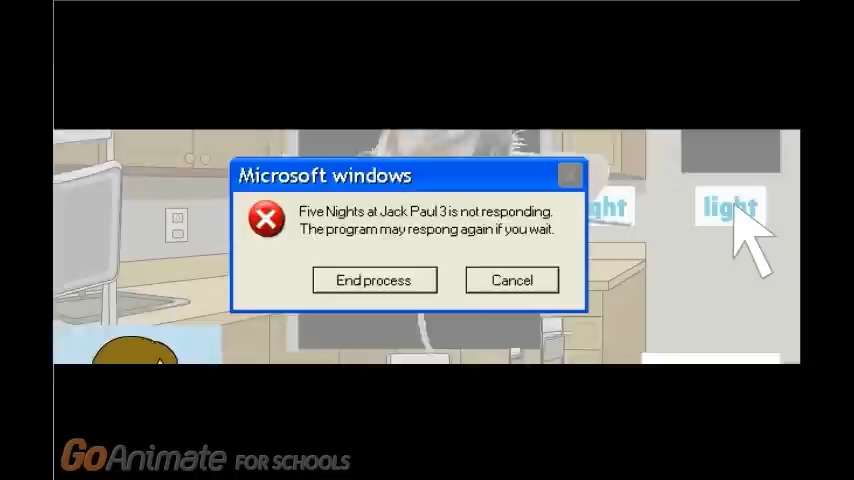 Microsoft windows
Five Nights at Jack Paul 3 is not responding.
The program may respong again if you wait.
ght
light
End process
Cancel
GoAnimate FOR SCHOOLS